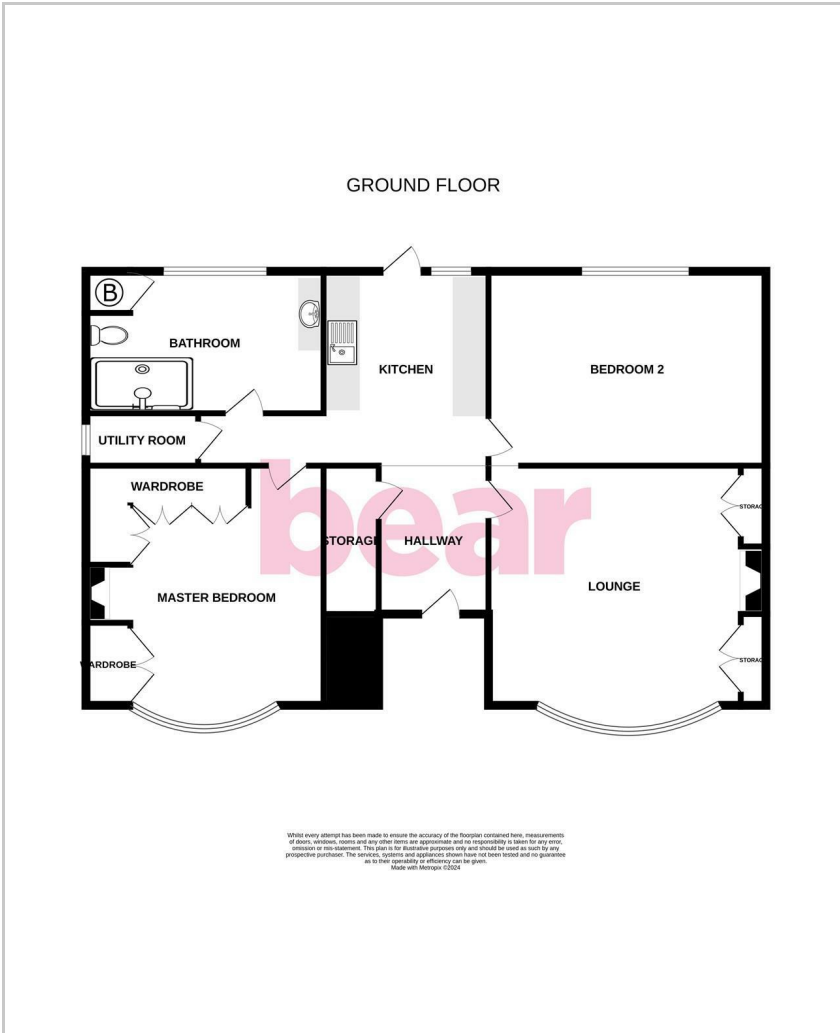 GROUND FLOOR
B
BATHROOM
KITCHEN
BEDROOM 2
UTILITY ROOM
WARDROBE
bear
STORAGE
HALLWAY
STORAG
LOUNGE
MASTER BEDROOM
WARDROBE
STORAG
Whilst every attempt has been made to ensure the accuracy of the floorplan contained here, measurements
of doors, windows, rooms and any other items are approximate and no responsibility is taken for any error,
omission or mis-statement. This plan is for illustrative purposes only and should be used as such by any
prospective purchaser. The services, systems and appliances shown have not been tested and no guarantee
as to their operability or efficiency can be given.
Made with Metropix ©2024